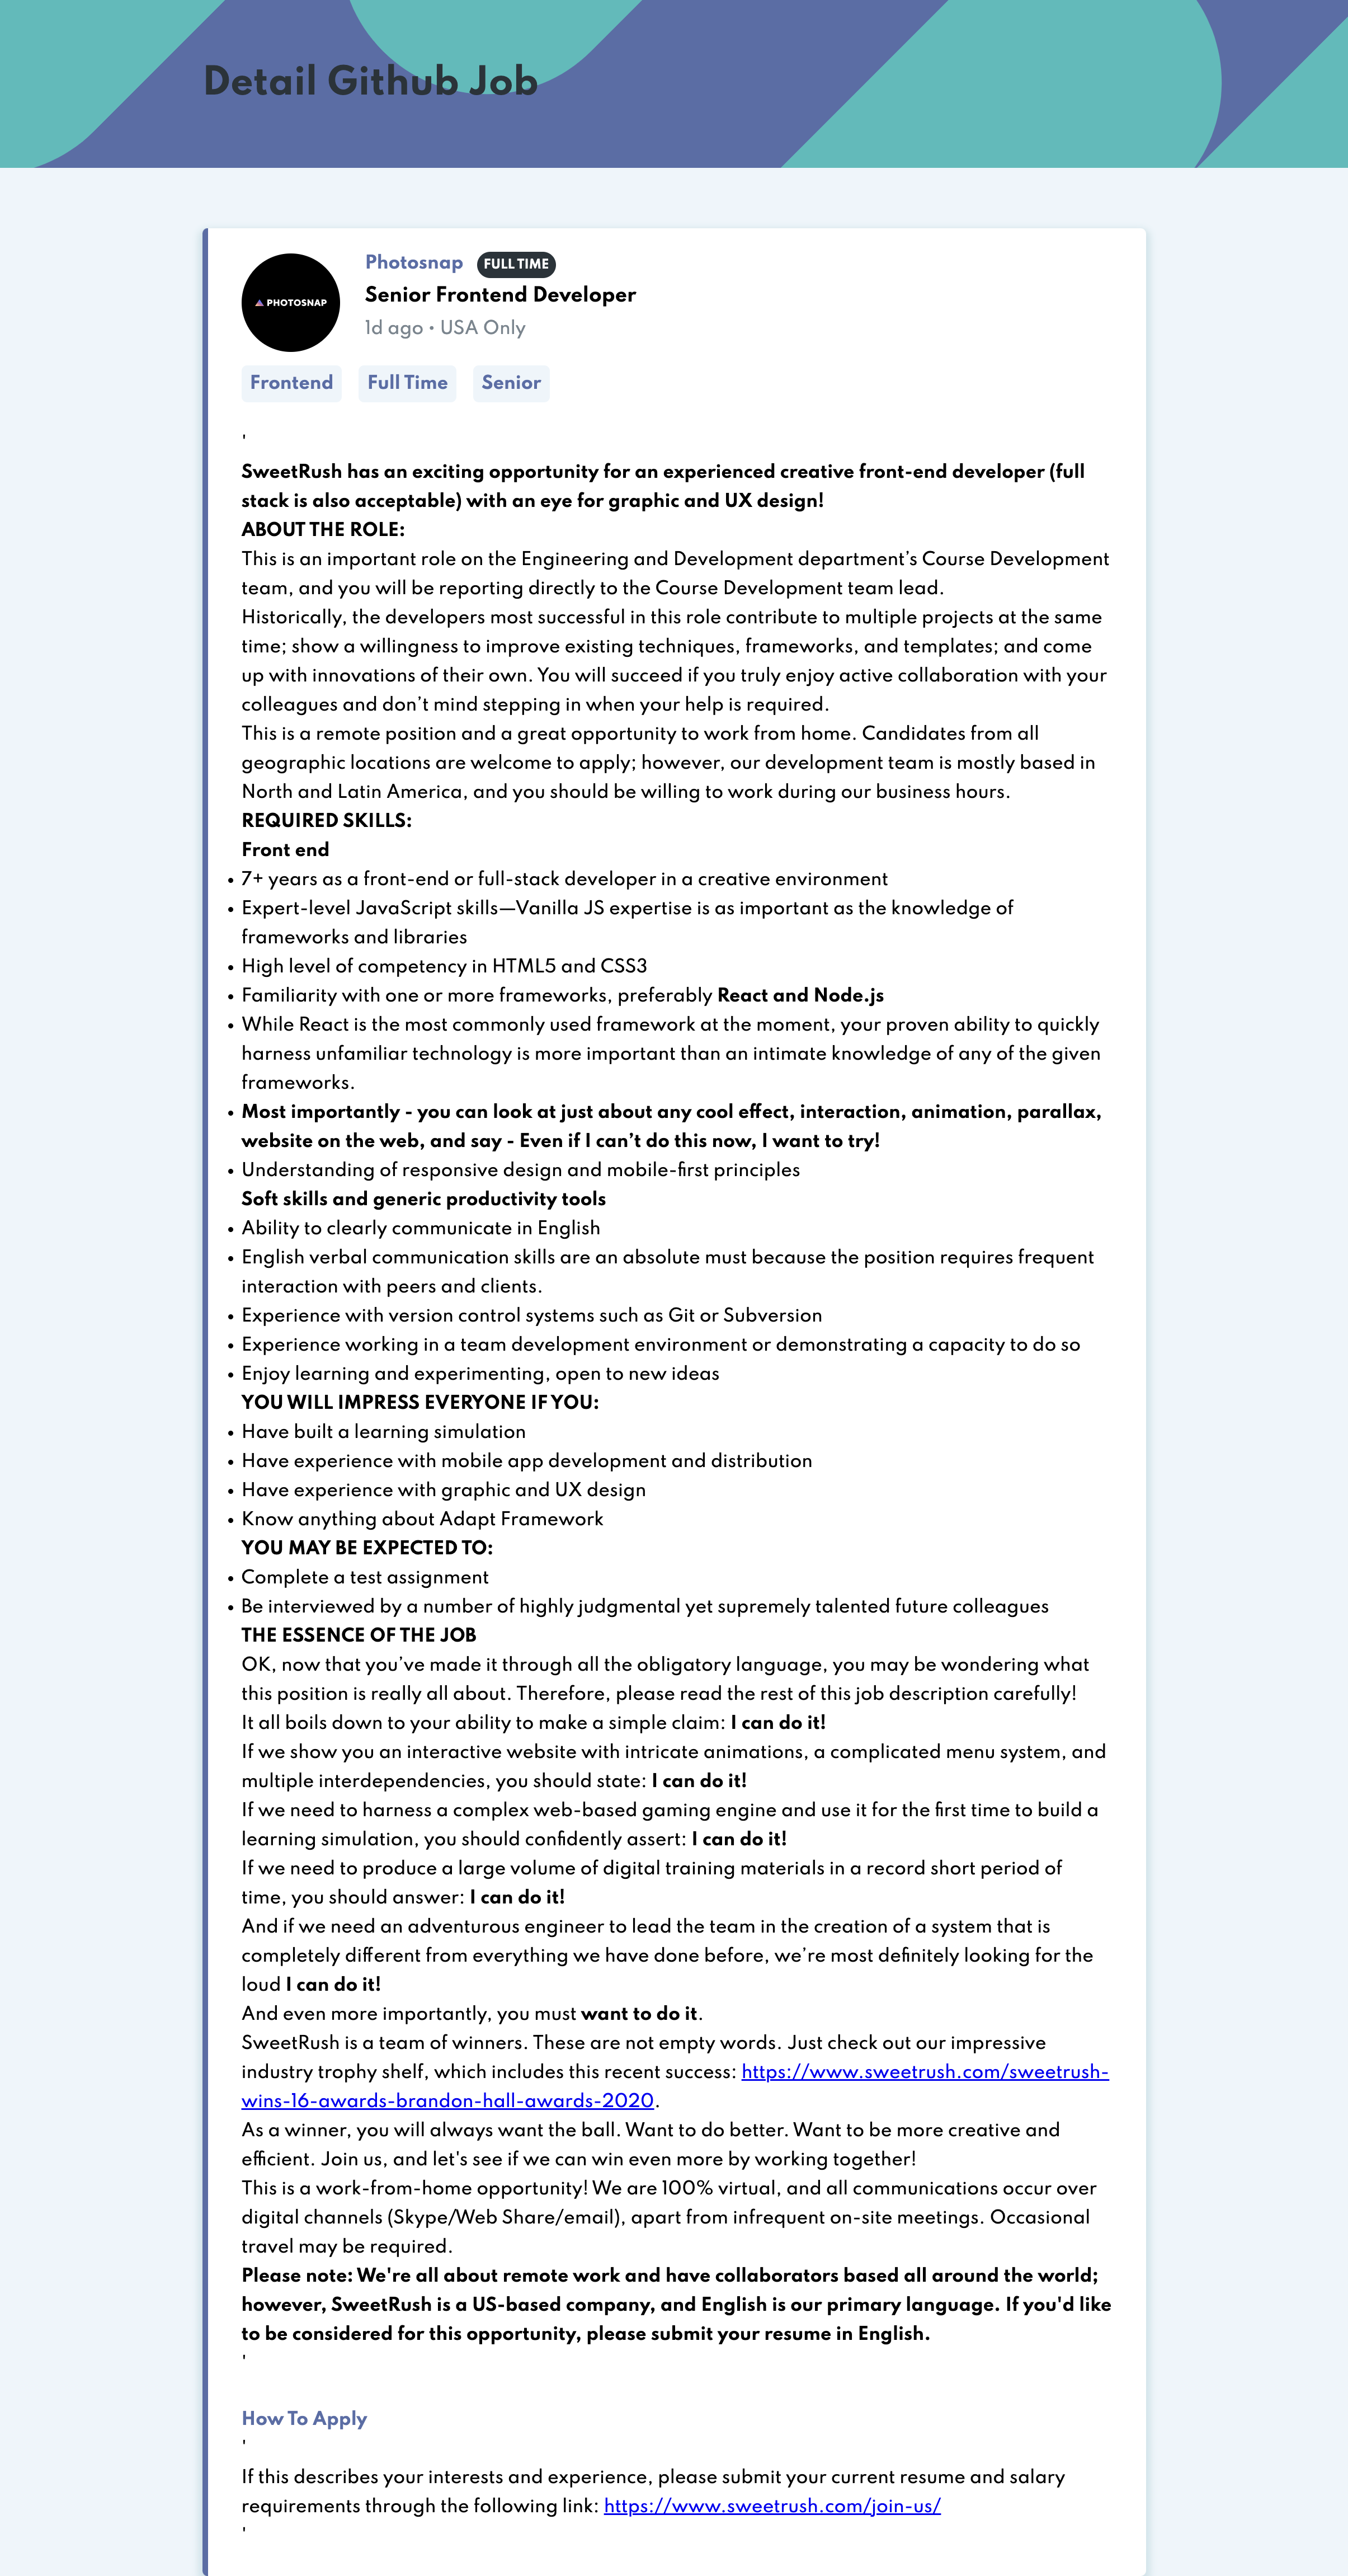 Detail Github Job
PHOTOSNAP
Photosnap FULL TIME
Senior Frontend Developer
1d ago • USA Only
Frontend Full Time Senior
'
SweetRush has an exciting opportunity for an experienced creative front-end developer (full
stack is also acceptable) with an eye for graphic and UX design!
ABOUT THE ROLE:
This is an important role on the Engineering and Development department’s Course Development
team, and you will be reporting directly to the Course Development team lead.
Historically, the developers most successful in this role contribute to multiple projects at the same
time; show a willingness to improve existing techniques, frameworks, and templates; and come
up with innovations of their own. You will succeed if you truly enjoy active collaboration with your
colleagues and don’t mind stepping in when your help is required.
This is a remote position and a great opportunity to work from home. Candidates from all
geographic locations are welcome to apply; however, our development team is mostly based in
North and Latin America, and you should be willing to work during our business hours.
REQUIRED SKILLS:
Front end
• 7+ years as a front-end or full-stack developer in a creative environment
• Expert-level JavaScript skills—Vanilla JS expertise is as important as the knowledge of
frameworks and libraries
• High level of competency in HTML5 and CSS3
• Familiarity with one or more frameworks, preferably React and Node.js
• While React is the most commonly used framework at the moment, your proven ability to quickly
harness unfamiliar technology is more important than an intimate knowledge of any of the given
frameworks.
• Most importantly - you can look at just about any cool effect, interaction, animation, parallax,
website on the web, and say - Even if I can’t do this now, I want to try!
• Understanding of responsive design and mobile-first principles
Soft skills and generic productivity tools
• Ability to clearly communicate in English
• English verbal communication skills are an absolute must because the position requires frequent
interaction with peers and clients.
• Experience with version control systems such as Git or Subversion
• Experience working in a team development environment or demonstrating a capacity to do so
• Enjoy learning and experimenting, open to new ideas
YOU WILL IMPRESS EVERYONE IF YOU:
• Have built a learning simulation
• Have experience with mobile app development and distribution
• Have experience with graphic and UX design
• Know anything about Adapt Framework
YOU MAY BE EXPECTED TO:
• Complete a test assignment
• Be interviewed by a number of highly judgmental yet supremely talented future colleagues
THE ESSENCE OF THE JOB
OK, now that you’ve made it through all the obligatory language, you may be wondering what
this position is really all about. Therefore, please read the rest of this job description carefully!
It all boils down to your ability to make a simple claim: I can do it!
If we show you an interactive website with intricate animations, a complicated menu system, and
multiple interdependencies, you should state: I can do it!
If we need to harness a complex web-based gaming engine and use it for the first time to build a
learning simulation, you should confidently assert: I can do it!
If we need to produce a large volume of digital training materials in a record short period of
time, you should answer: I can do it!
And if we need an adventurous engineer to lead the team in the creation of a system that is
completely different from everything we have done before, we’re most definitely looking for the
loud I can do it!
And even more importantly, you must want to do it.
SweetRush is a team of winners. These are not empty words. Just check out our impressive
industry trophy shelf, which includes this recent success: https://www.sweetrush.com/sweetrush-
wins-16-awards-brandon-hall-awards-2020.
As a winner, you will always want the ball. Want to do better. Want to be more creative and
efficient. Join us, and let's see if we can win even more by working together!
This is a work-from-home opportunity! We are 100% virtual, and all communications occur over
digital channels (Skype/Web Share/email), apart from infrequent on-site meetings. Occasional
travel may be required.
Please note: We're all about remote work and have collaborators based all around the world;
however, SweetRush is a US-based company, and English is our primary language. If you'd like
to be considered for this opportunity, please submit your resume in English.
'
How To Apply
'
If this describes your interests and experience, please submit your current resume and salary
requirements through the following link: https://www.sweetrush.com/join-us/
'